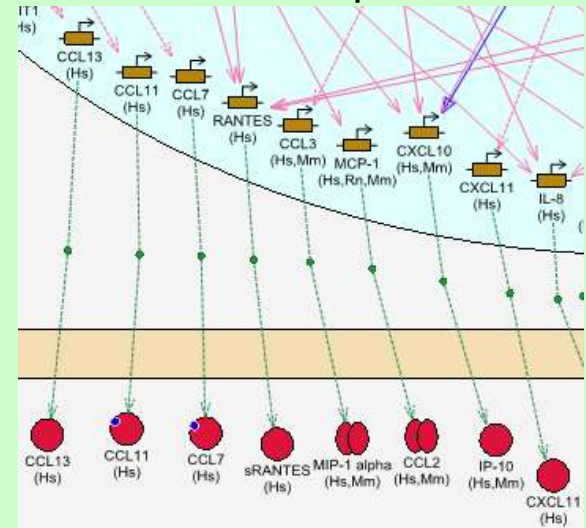 IT1
Hs)
CCL13
(Hs)
CCL11
(Hs)
CCL7
(Hs)
RANTES
(Hs)
CCL3
(Hs,Mm)
MCP-1
(Hs,Rn,Mm)
CXCL10
(Hs,Mm)
CXCL11
(Hs)
IL-8
(Hs)
CCL13
(Hs)
CCL11
(Hs)
CCL7
(Hs)
sRANTES
(Hs)
MIP-1 alpha
(Hs,Mm)
CCL2
(Hs,Mm)
IP-10
(Hs,Mm)
CXCL11
(Hs)